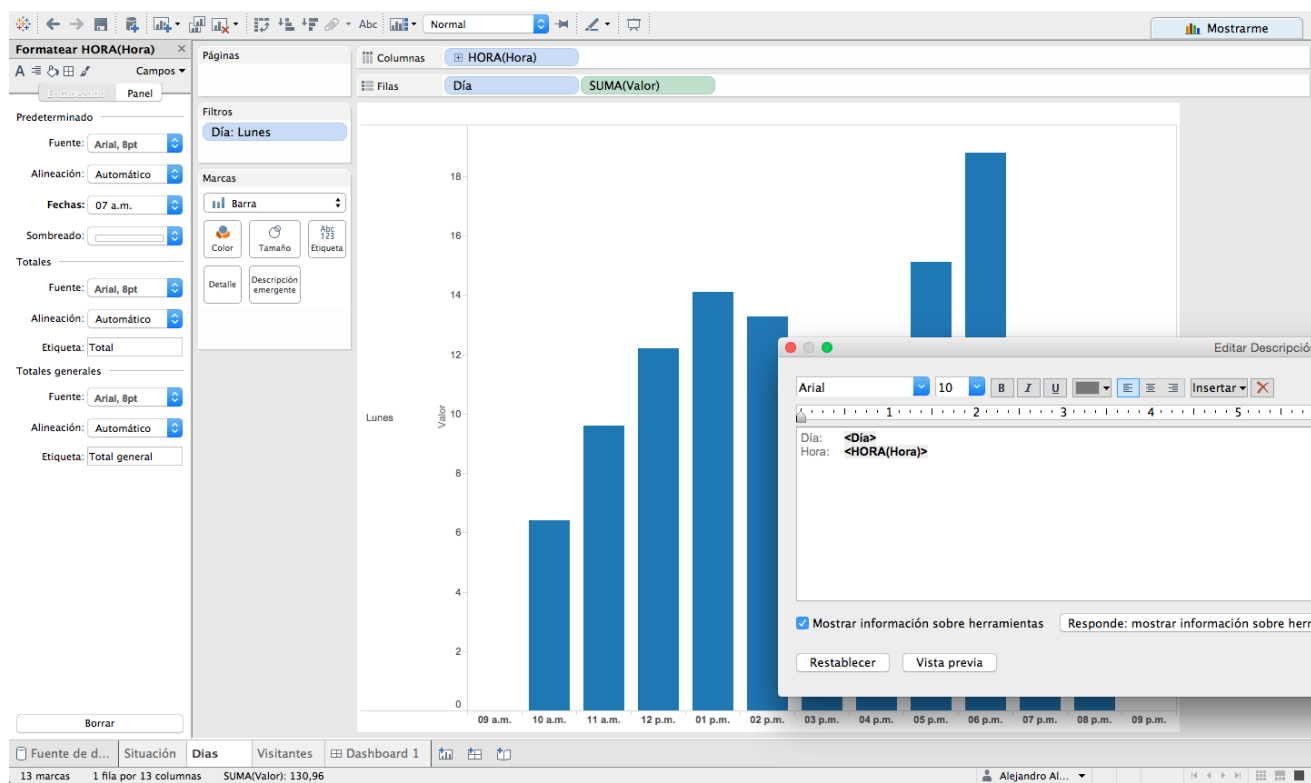 Abc Normal Mostrarme
Formatear HORA(Hora) ×
Campos
Encabezado Panel
Predeterminado
Fuente: Arial, 8pt
Alineación: Automático
Fechas: 07 a.m.
Sombreado:
Totales
Fuente: Arial, 8pt
Alineación: Automático
Etiqueta: Total
Totales generales
Fuente: Arial, 8pt
Alineación: Automático
Etiqueta: Total general
Borrar
Páginas
Filtros
Día: Lunes
Marcas
Barra
Color Tamaño Abc 123 Etiqueta
Detalle Descripción emergente
Columnas HORA(Hora)
Filas Día SUMA(Valor)
18
16
14
12
10
8
6
4
2
0
Lunes
Valor
09 a.m. 10 a.m. 11 a.m. 12 p.m. 01 p.m. 02 p.m. 03 p.m. 04 p.m. 05 p.m. 06 p.m. 07 p.m. 08 p.m. 09 p.m.
Editar Descripció
Arial 10 B I U Insertar
1 2 3 4 5
Día: <Día>
Hora: <HORA(Hora)>
Mostrar información sobre herramientas Responde: mostrar información sobre herr
Restablecer Vista previa
Fuente de d... Situación Dias Visitantes Dashboard 1
13 marcas 1 fila por 13 columnas SUMA(Valor): 130,96 Alejandro Al...